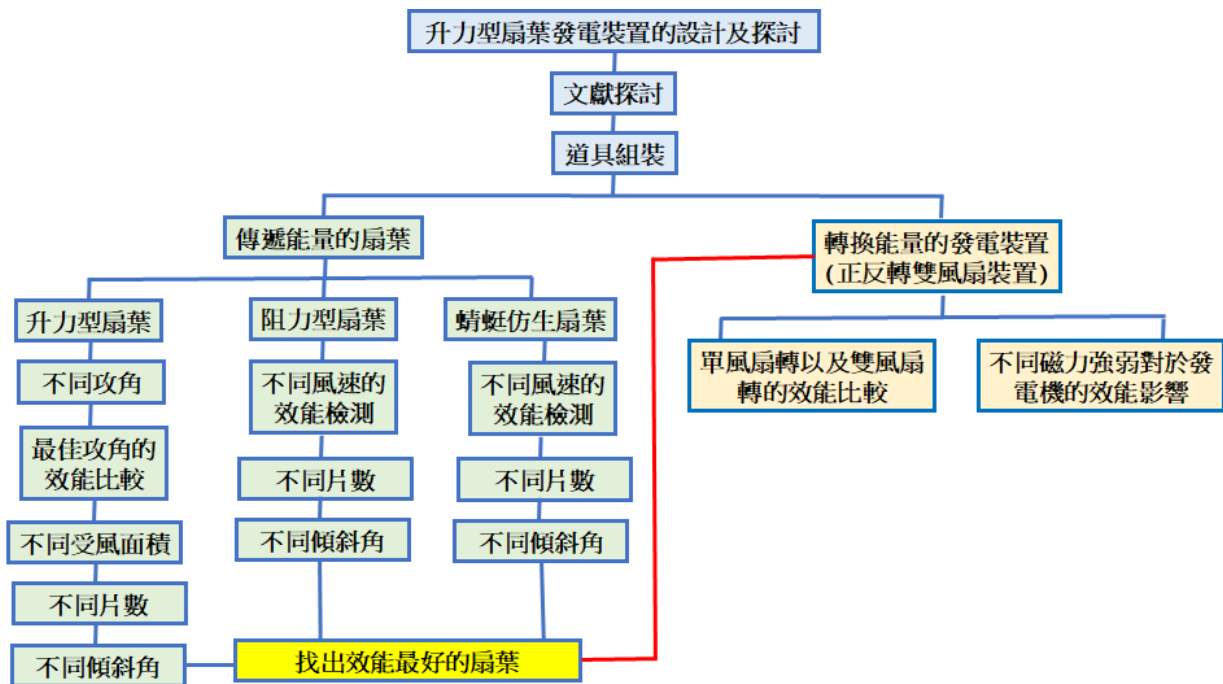 升力型扇葉發電裝置的設計及探討
文獻探討
道具組裝
傳遞能量的扇葉
升力型扇葉
不同攻角
最佳攻角的
效能比較
不同受風面積
不同片數
不同傾斜角
阻力型扇葉
不同風速的
效能檢測
不同片數
不同傾斜角
蜻蜓仿生扇葉
不同風速的
效能檢測
不同片數
不同傾斜角
找出效能最好的扇葉
轉換能量的發電裝置
(正反轉雙風扇裝置)
單風扇轉以及雙風扇
轉的效能比較
不同磁力強弱對於發
電機的效能影響